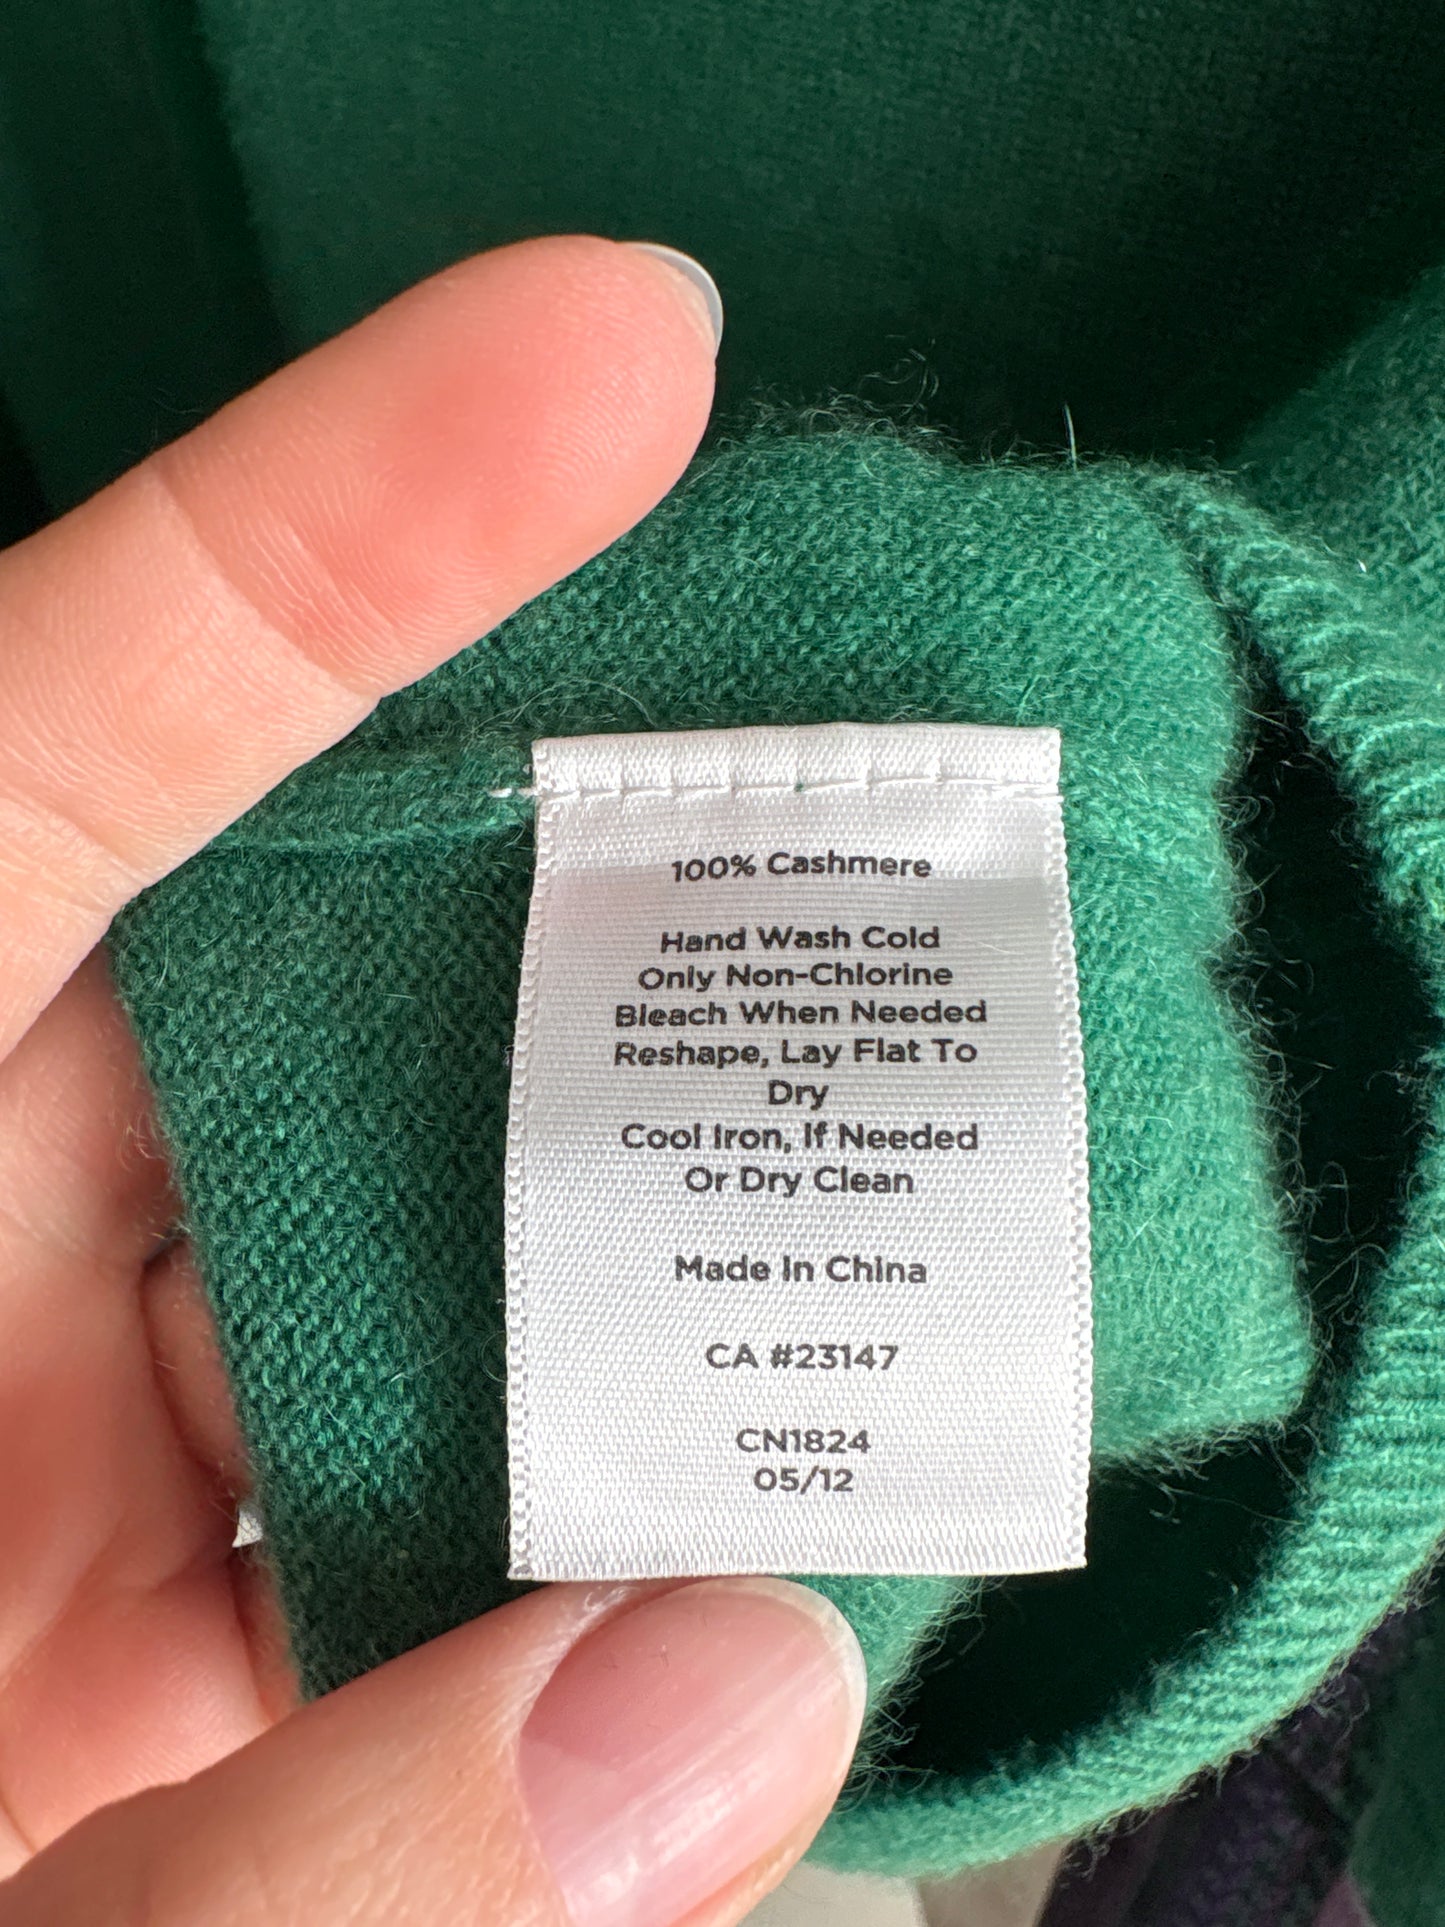 100% Cashmere
Hand Wash Cold
Only Non-Chlorine
Bleach When Needed
Reshape, Lay Flat To
Dry
Cool Iron, If Needed
Or Dry Clean
Made In China
CA #23147
CN1824
05/12